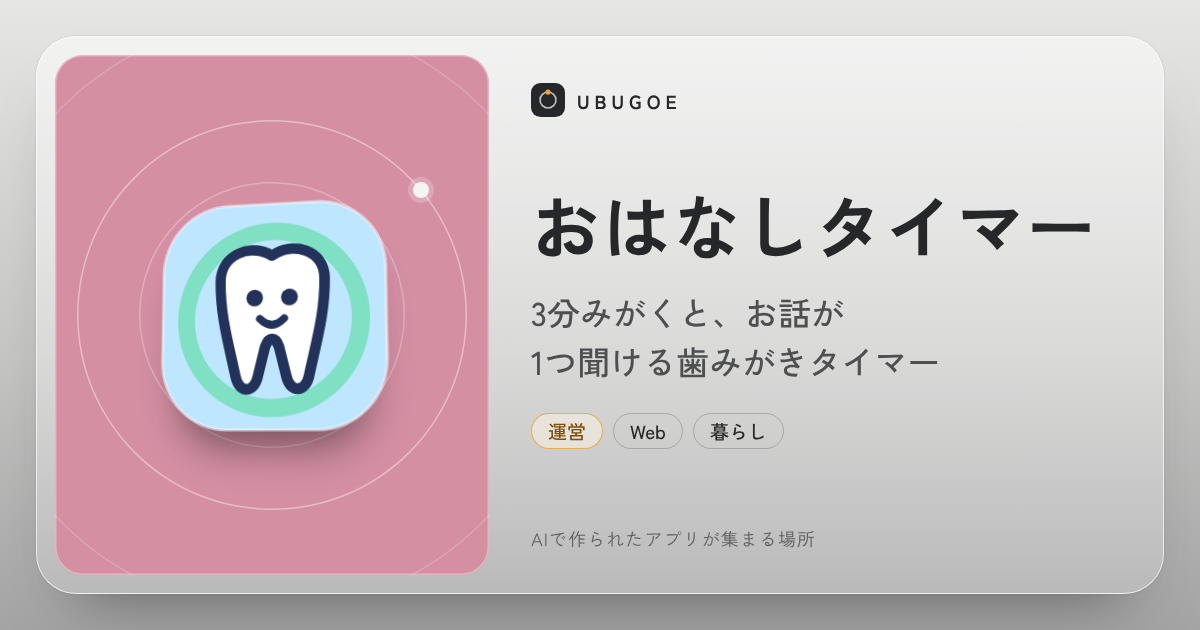 UBUGOE
おはなしタイマー
3分みがくと、お話が
1つ聞ける歯みがきタイマー
運営
Web
暮らし
AIで作られたアプリが集まる場所